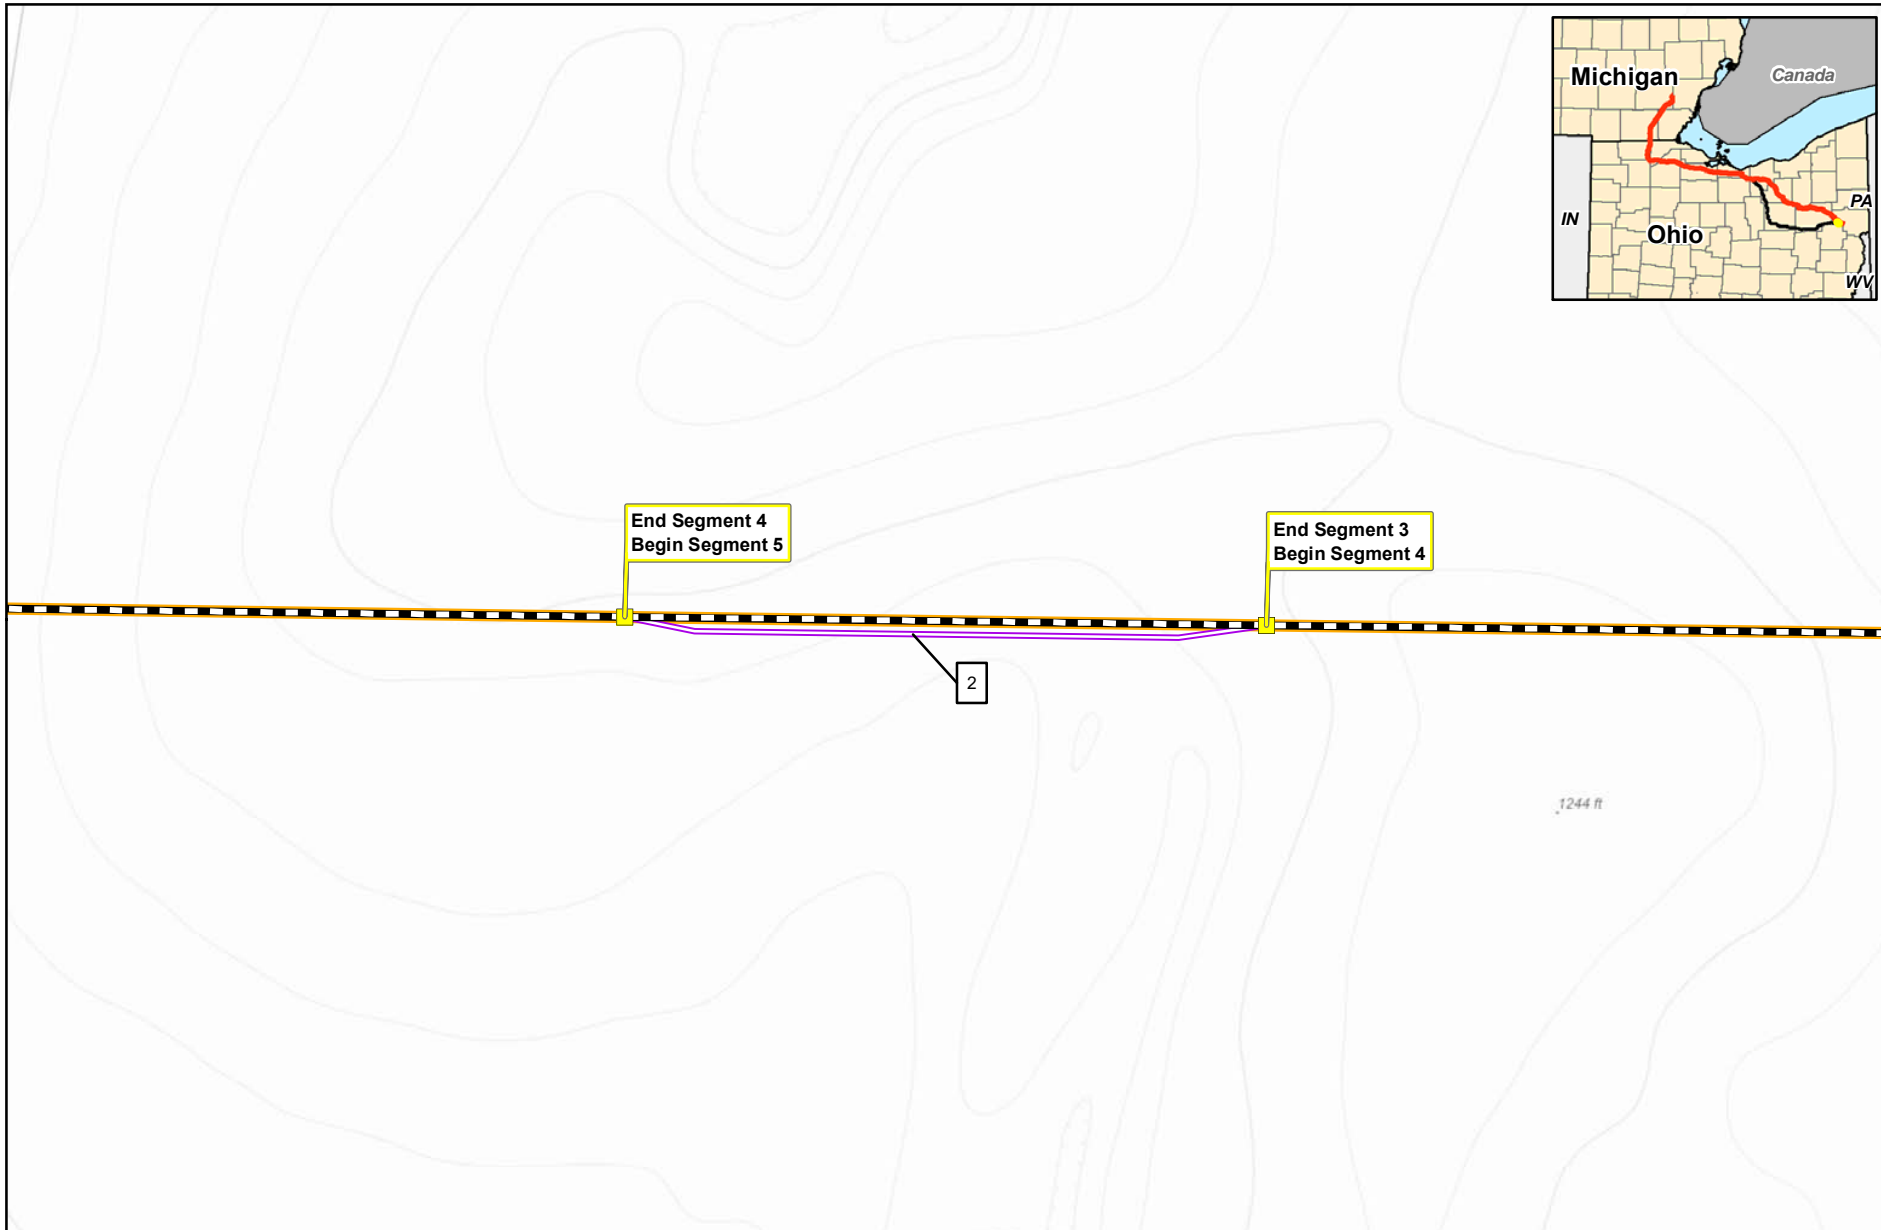 Michigan
Canada
PA
IN
Ohio
WV
End Segment 4
Begin Segment 5
End Segment 3
Begin Segment 4
2
1244 ft